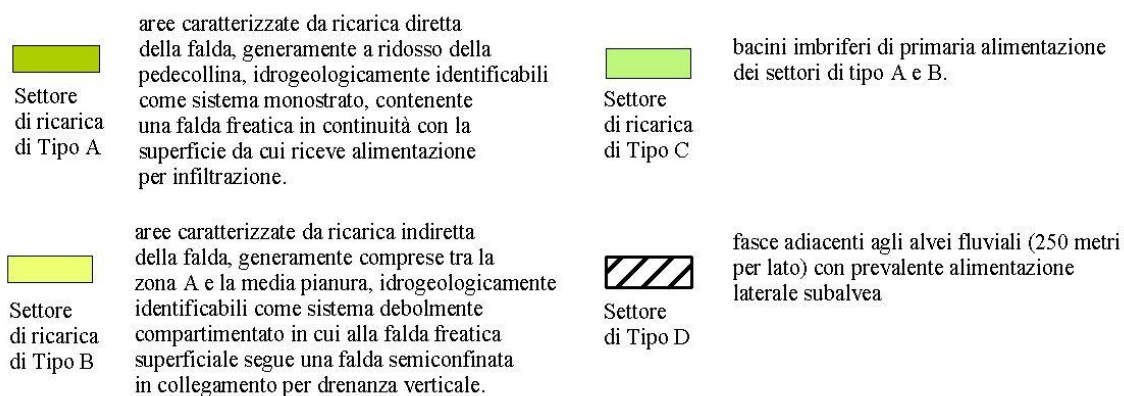 aree caratterizzate da ricarica diretta
della falda, generamente a ridosso della
pedecollina, idrogeologicamente identificabili
come sistema monostrato, contenente
una falda freatica in continuità con la
superficie da cui riceve alimentazione
per infiltrazione.
Settore
di ricarica
di Tipo A
bacini imbriferi di primaria alimentazione
dei settori di tipo A e B.
Settore
di ricarica
di Tipo C
aree caratterizzate da ricarica indiretta
della falda, generamente comprese tra la
zona A e la media pianura, idrogeologicamente
identificabili come sistema debolmente
compartimentato in cui alla falda freatica
superficiale segue una falda semiconfinata
in collegamento per drenanza verticale.
Settore
di ricarica
di Tipo B
fasce adiacenti agli alvei fluviali (250 metri
per lato) con prevalente alimentazione
laterale subalvea
Settore
di Tipo D